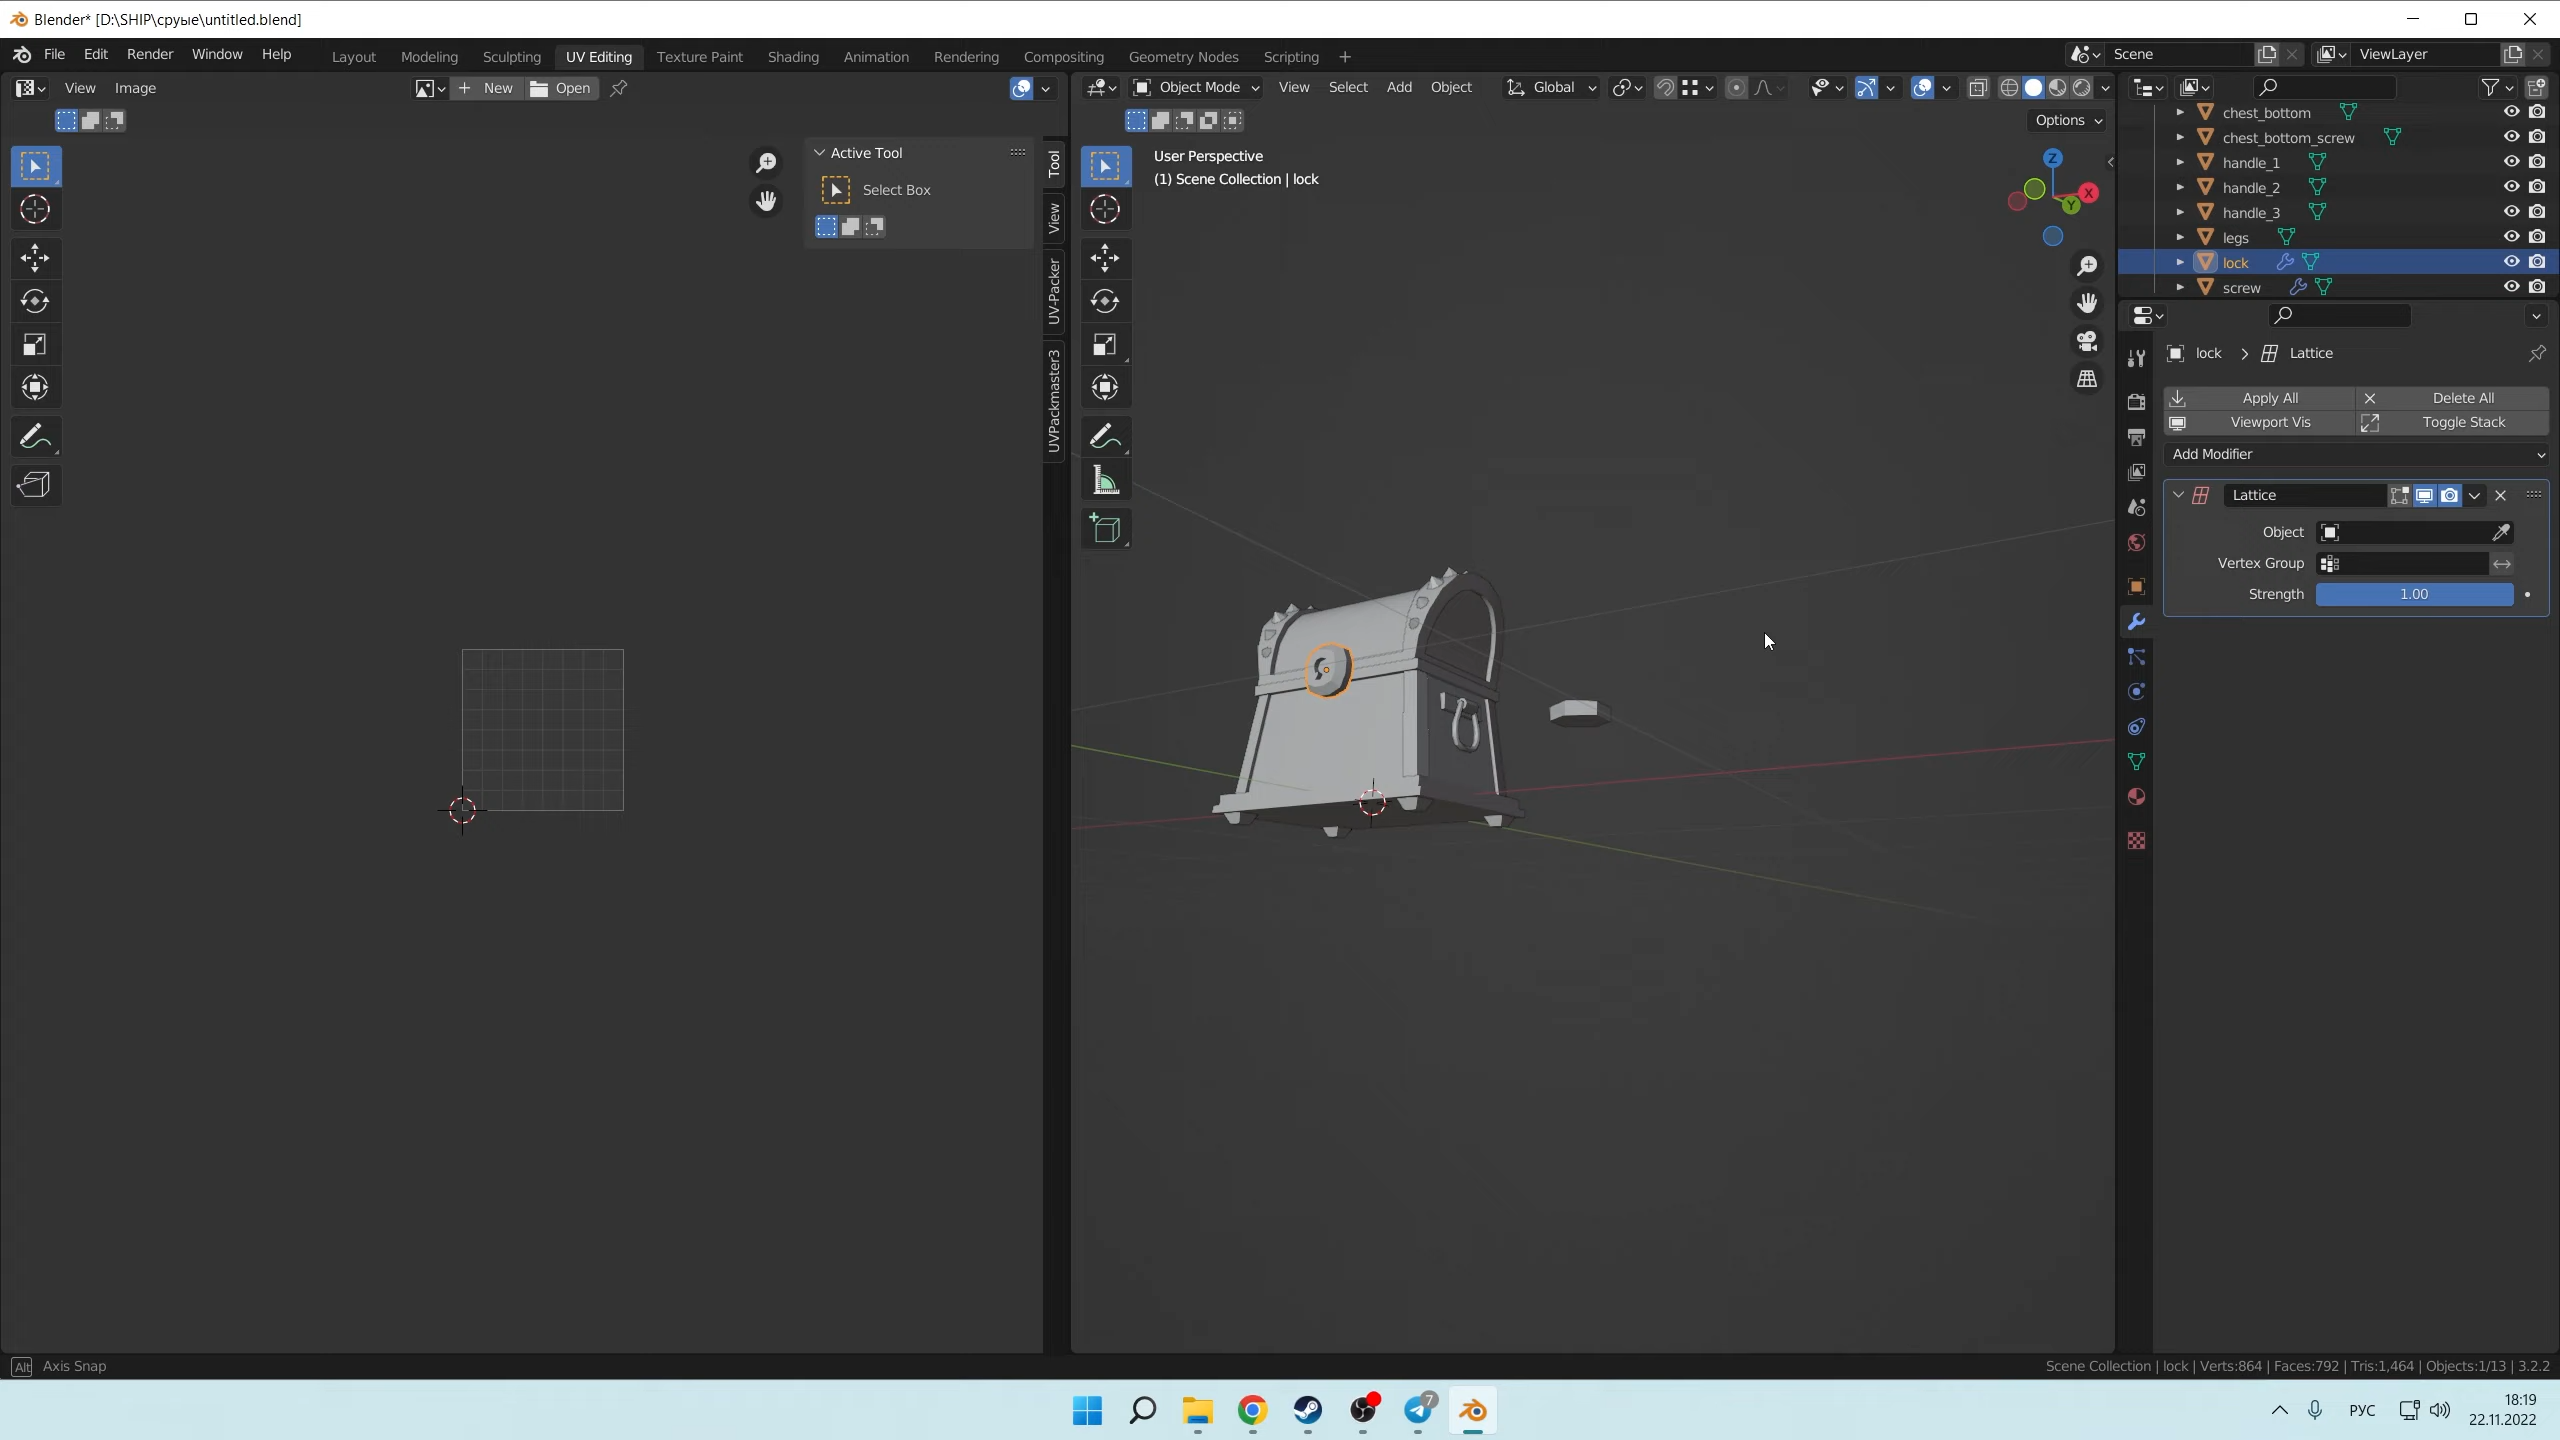 Blender* [D:\SHIP\сруые\untitled.blend]
File Edit Render Window Help
Layout Modeling Sculpting UV Editing Texture Paint Shading Animation Rendering Compositing Geometry Nodes Scripting
Scene
ViewLayer
View Image
New Open
Object Mode View Select Add Object
Global
Options
Active Tool
Select Box
Tool
View
UV-Packer
UVPackmaster3
User Perspective
(1) Scene Collection | lock
Z
X
Y
chest_bottom
chest_bottom_screw
handle_1
handle_2
handle_3
legs
lock
screw
lock > Lattice
Apply All Delete All
Viewport Vis Toggle Stack
Add Modifier
Lattice
Object
Vertex Group
Strength 1.00
Alt Axis Snap
Scene Collection | lock | Verts:864 | Faces:792 | Tris:1,464 | Objects:1/13 | 3.2.2
7
РУС
18:19
22.11.2022